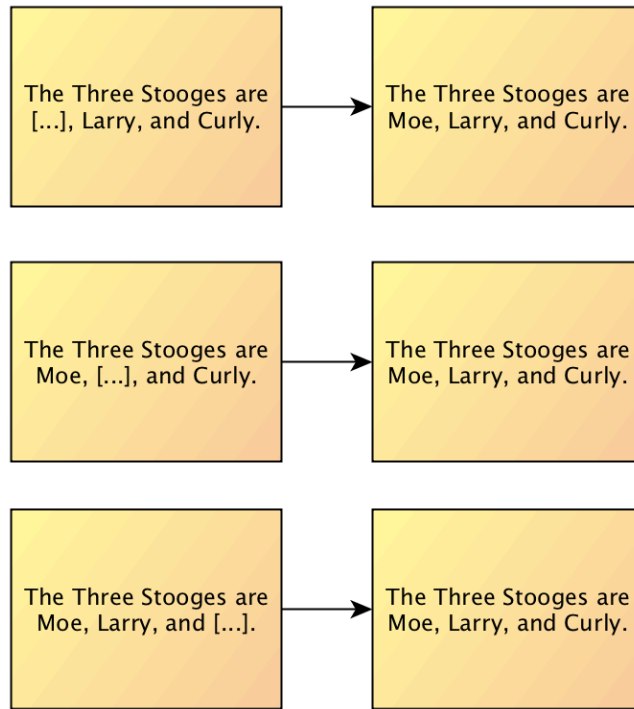 The Three Stooges are
[...], Larry, and Curly.
The Three Stooges are
Moe, Larry, and Curly.
The Three Stooges are
Moe, [...], and Curly.
The Three Stooges are
Moe, Larry, and Curly.
The Three Stooges are
Moe, Larry, and [...].
The Three Stooges are
Moe, Larry, and Curly.